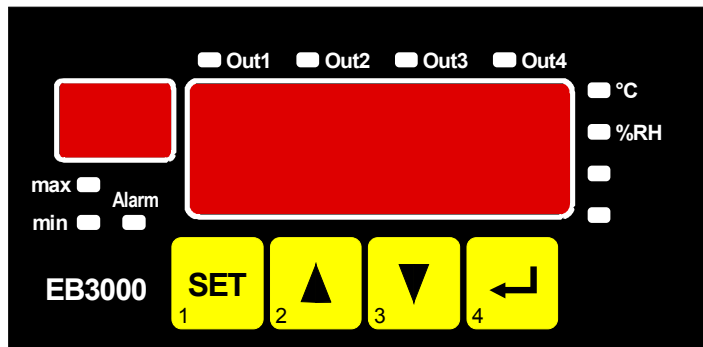 Out1 Out2 Out3 Out4
°C
%RH
max
Alarm
min
EB3000
SET
1 2 3 4